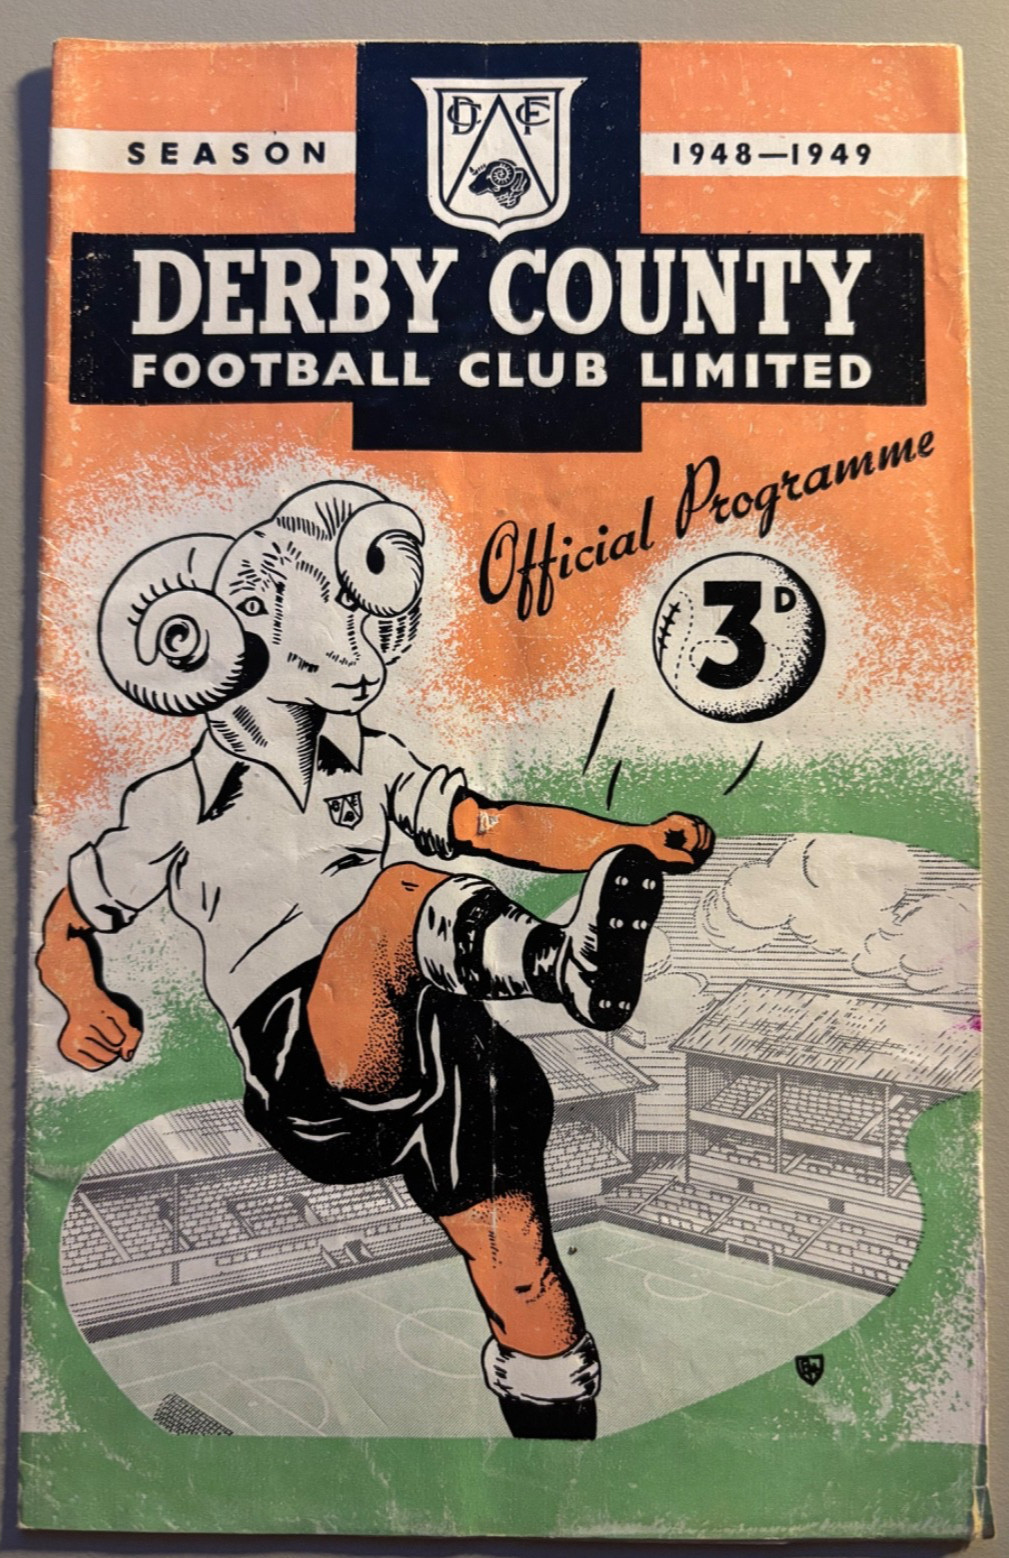 D C F C
SEASON 1948—1949
DERBY COUNTY
FOOTBALL CLUB LIMITED
Official Programme
3D